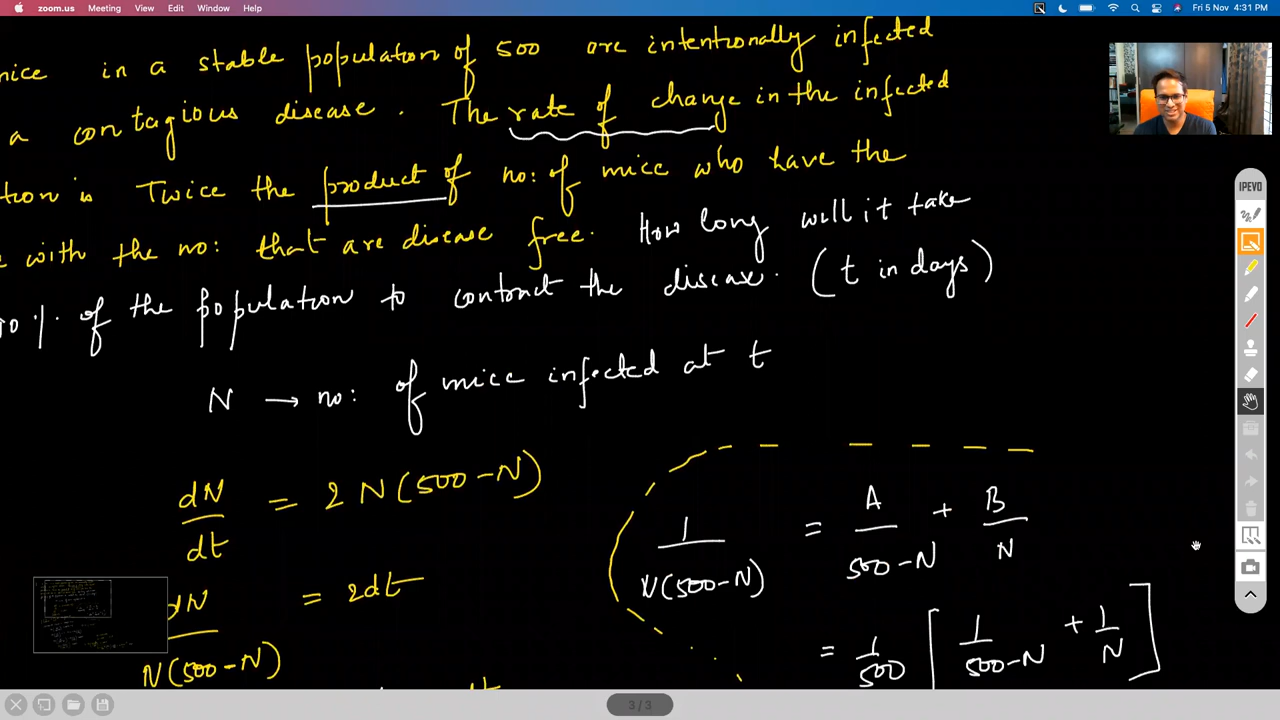 zoom.us Meeting View Edit Window Help Fri 5 Nov 4:31 PM
mice in a stable population of 500 are intentionally infected
a contagious disease. The rate of change in the infected
tion is Twice the product of no: of mice who have the
with the no: that are disease free. How long will it take
% of the population to contract the disease. (t in days)
N → no: of mice infected at t
dN/dt = 2 N(500-N)
dN/N(500-N) = 2dt
1/N(500-N) = A/500-N + B/N
= 1/500 [1/500-N + 1/N]
dt
IPEVO
3 / 3